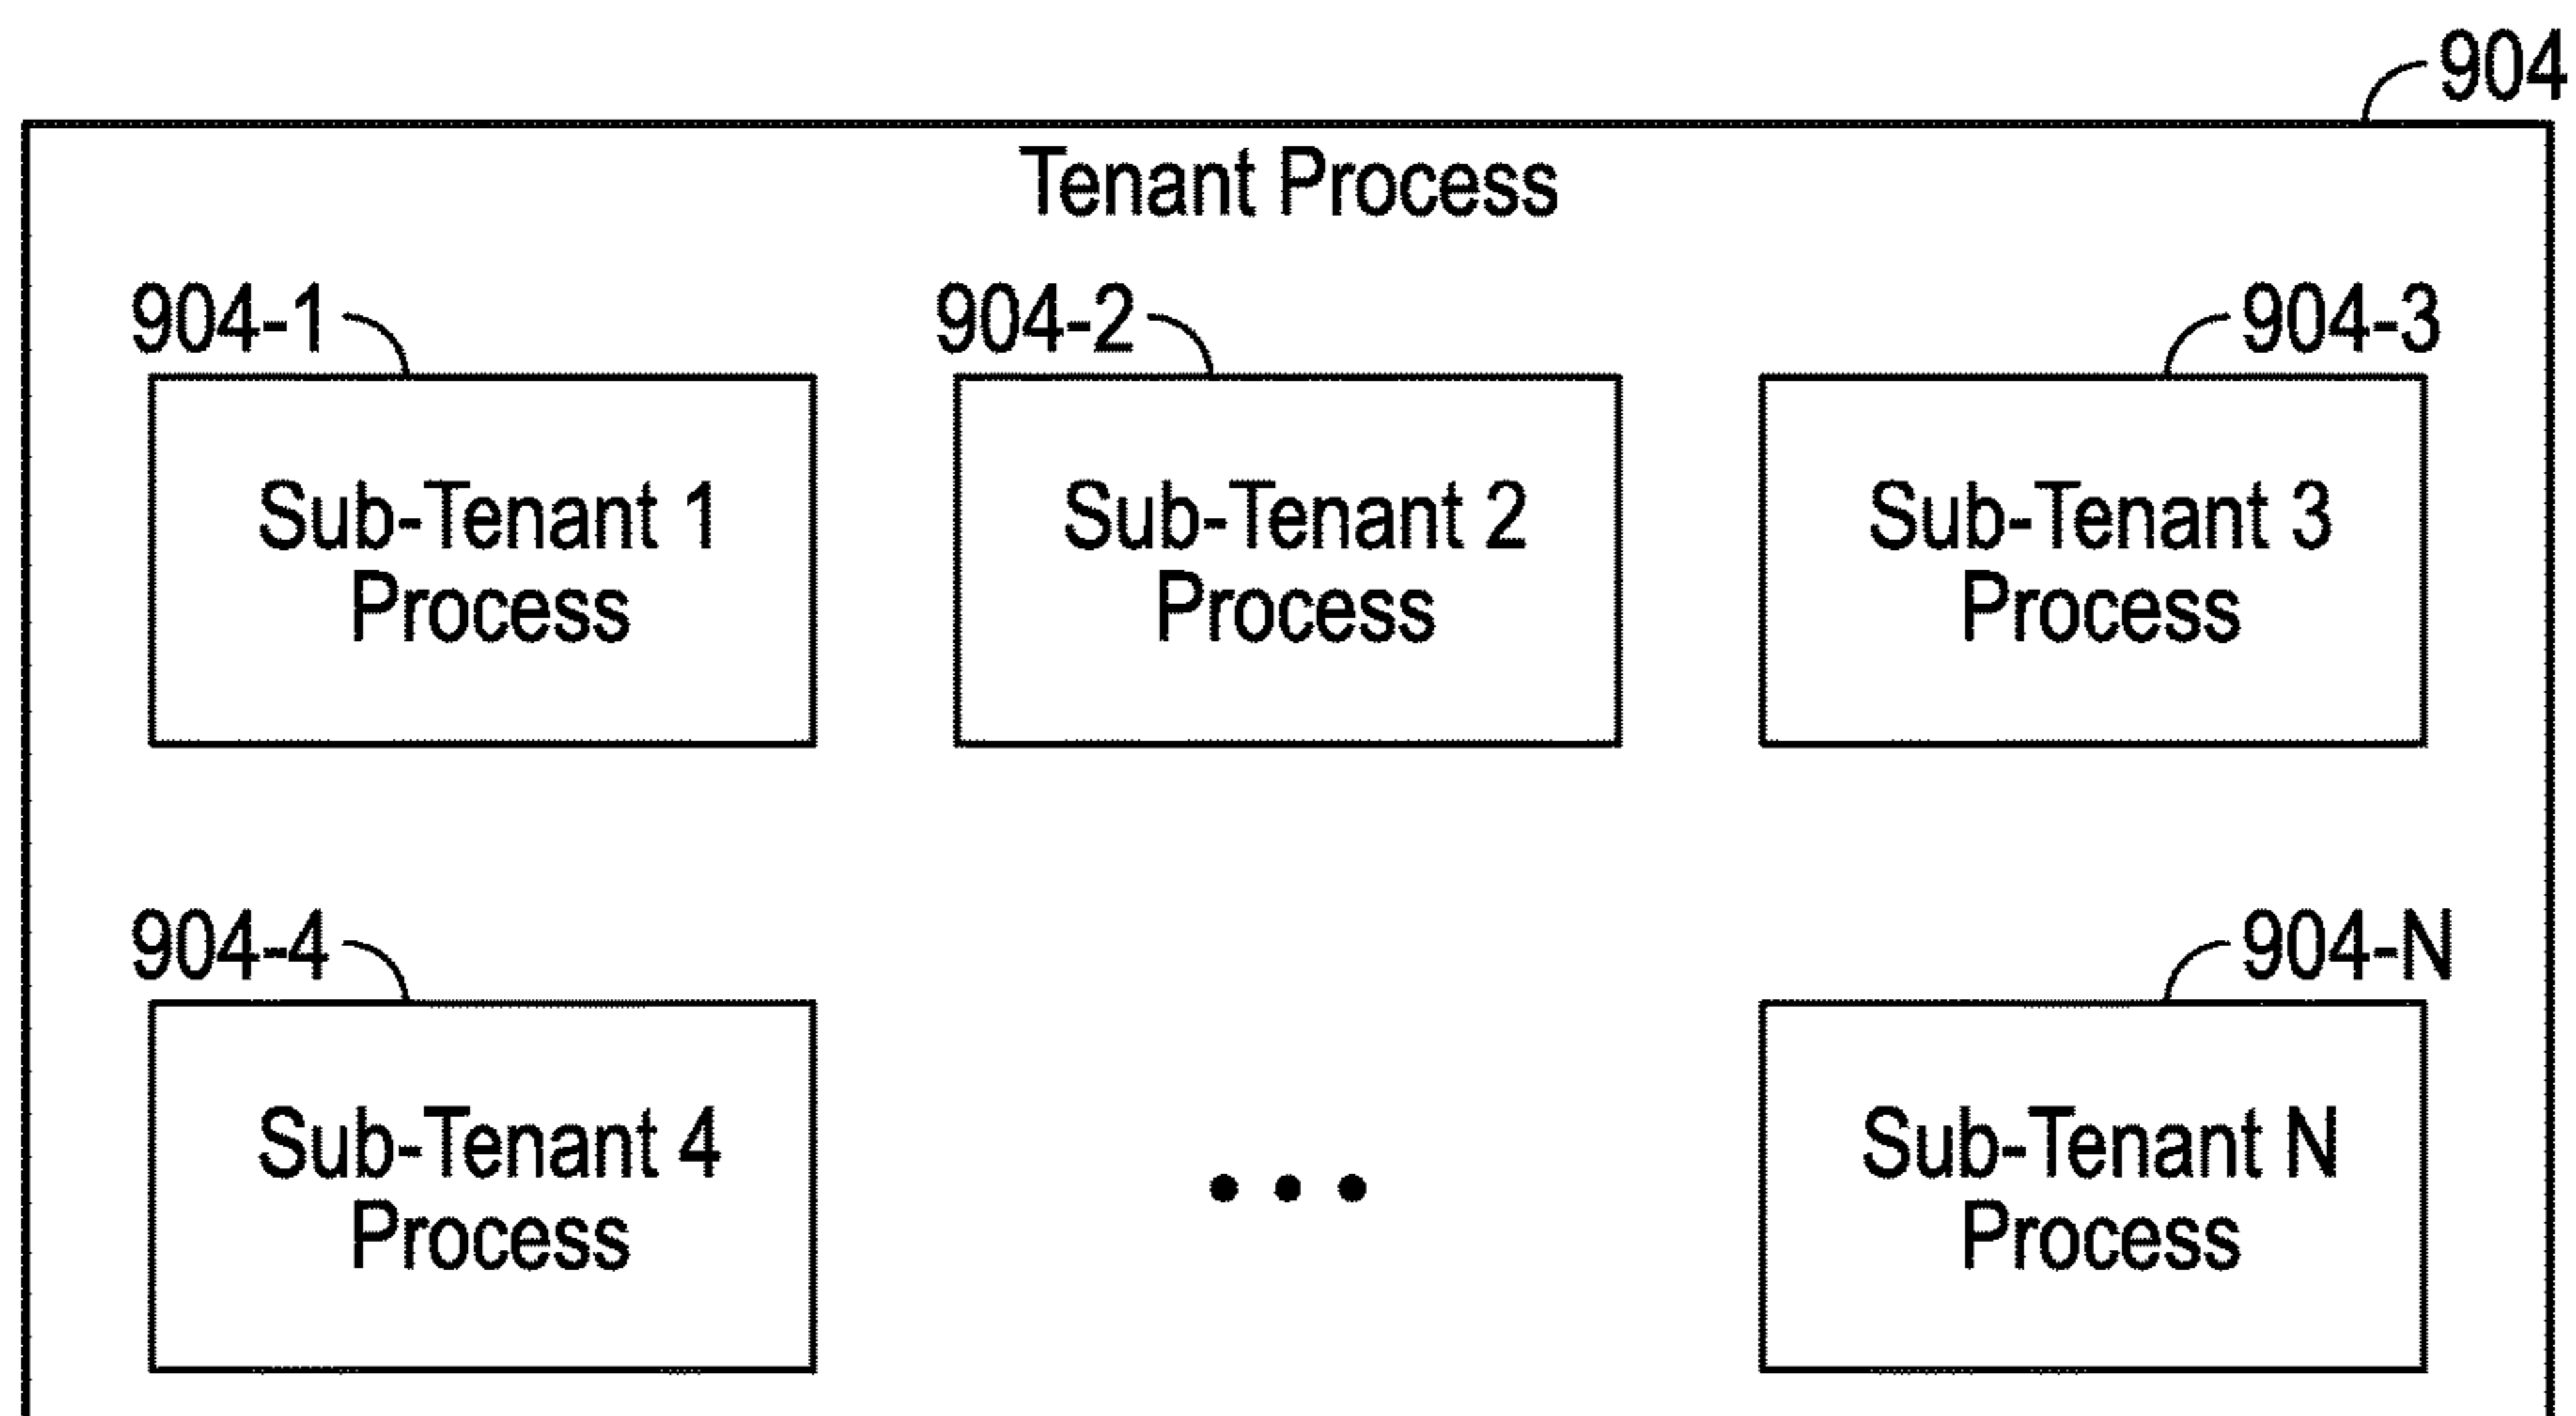 904
Tenant Process
904-1
904-2
904-3
Sub-Tenant 1
Process
Sub-Tenant 2
Process
Sub-Tenant 3
Process
904-4
904-N
Sub-Tenant 4
Process
• • •
Sub-Tenant N
Process